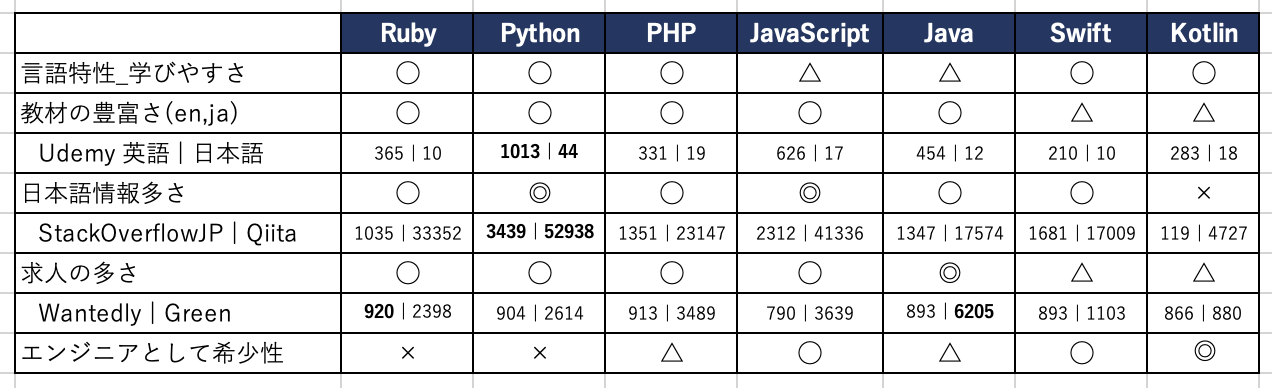 Ruby Python PHP JavaScript Java Swift Kotlin
言語特性_学びやすさ ○ ○ ○ △ △ ○ ○
教材の豊富さ(en,ja) ○ ○ ○ ○ ○ △ △
Udemy 英語 | 日本語 365 | 10 1013 | 44 331 | 19 626 | 17 454 | 12 210 | 10 283 | 18
日本語情報多さ ○ ◎ ○ ◎ ○ ○ ×
StackOverflowJP | Qiita 1035 | 33352 3439 | 52938 1351 | 23147 2312 | 41336 1347 | 17574 1681 | 17009 119 | 4727
求人の多さ ○ ○ ○ ○ ◎ △ △
Wantedly | Green 920 | 2398 904 | 2614 913 | 3489 790 | 3639 893 | 6205 893 | 1103 866 | 880
エンジニアとして希少性 × × △ ○ △ ○ ◎